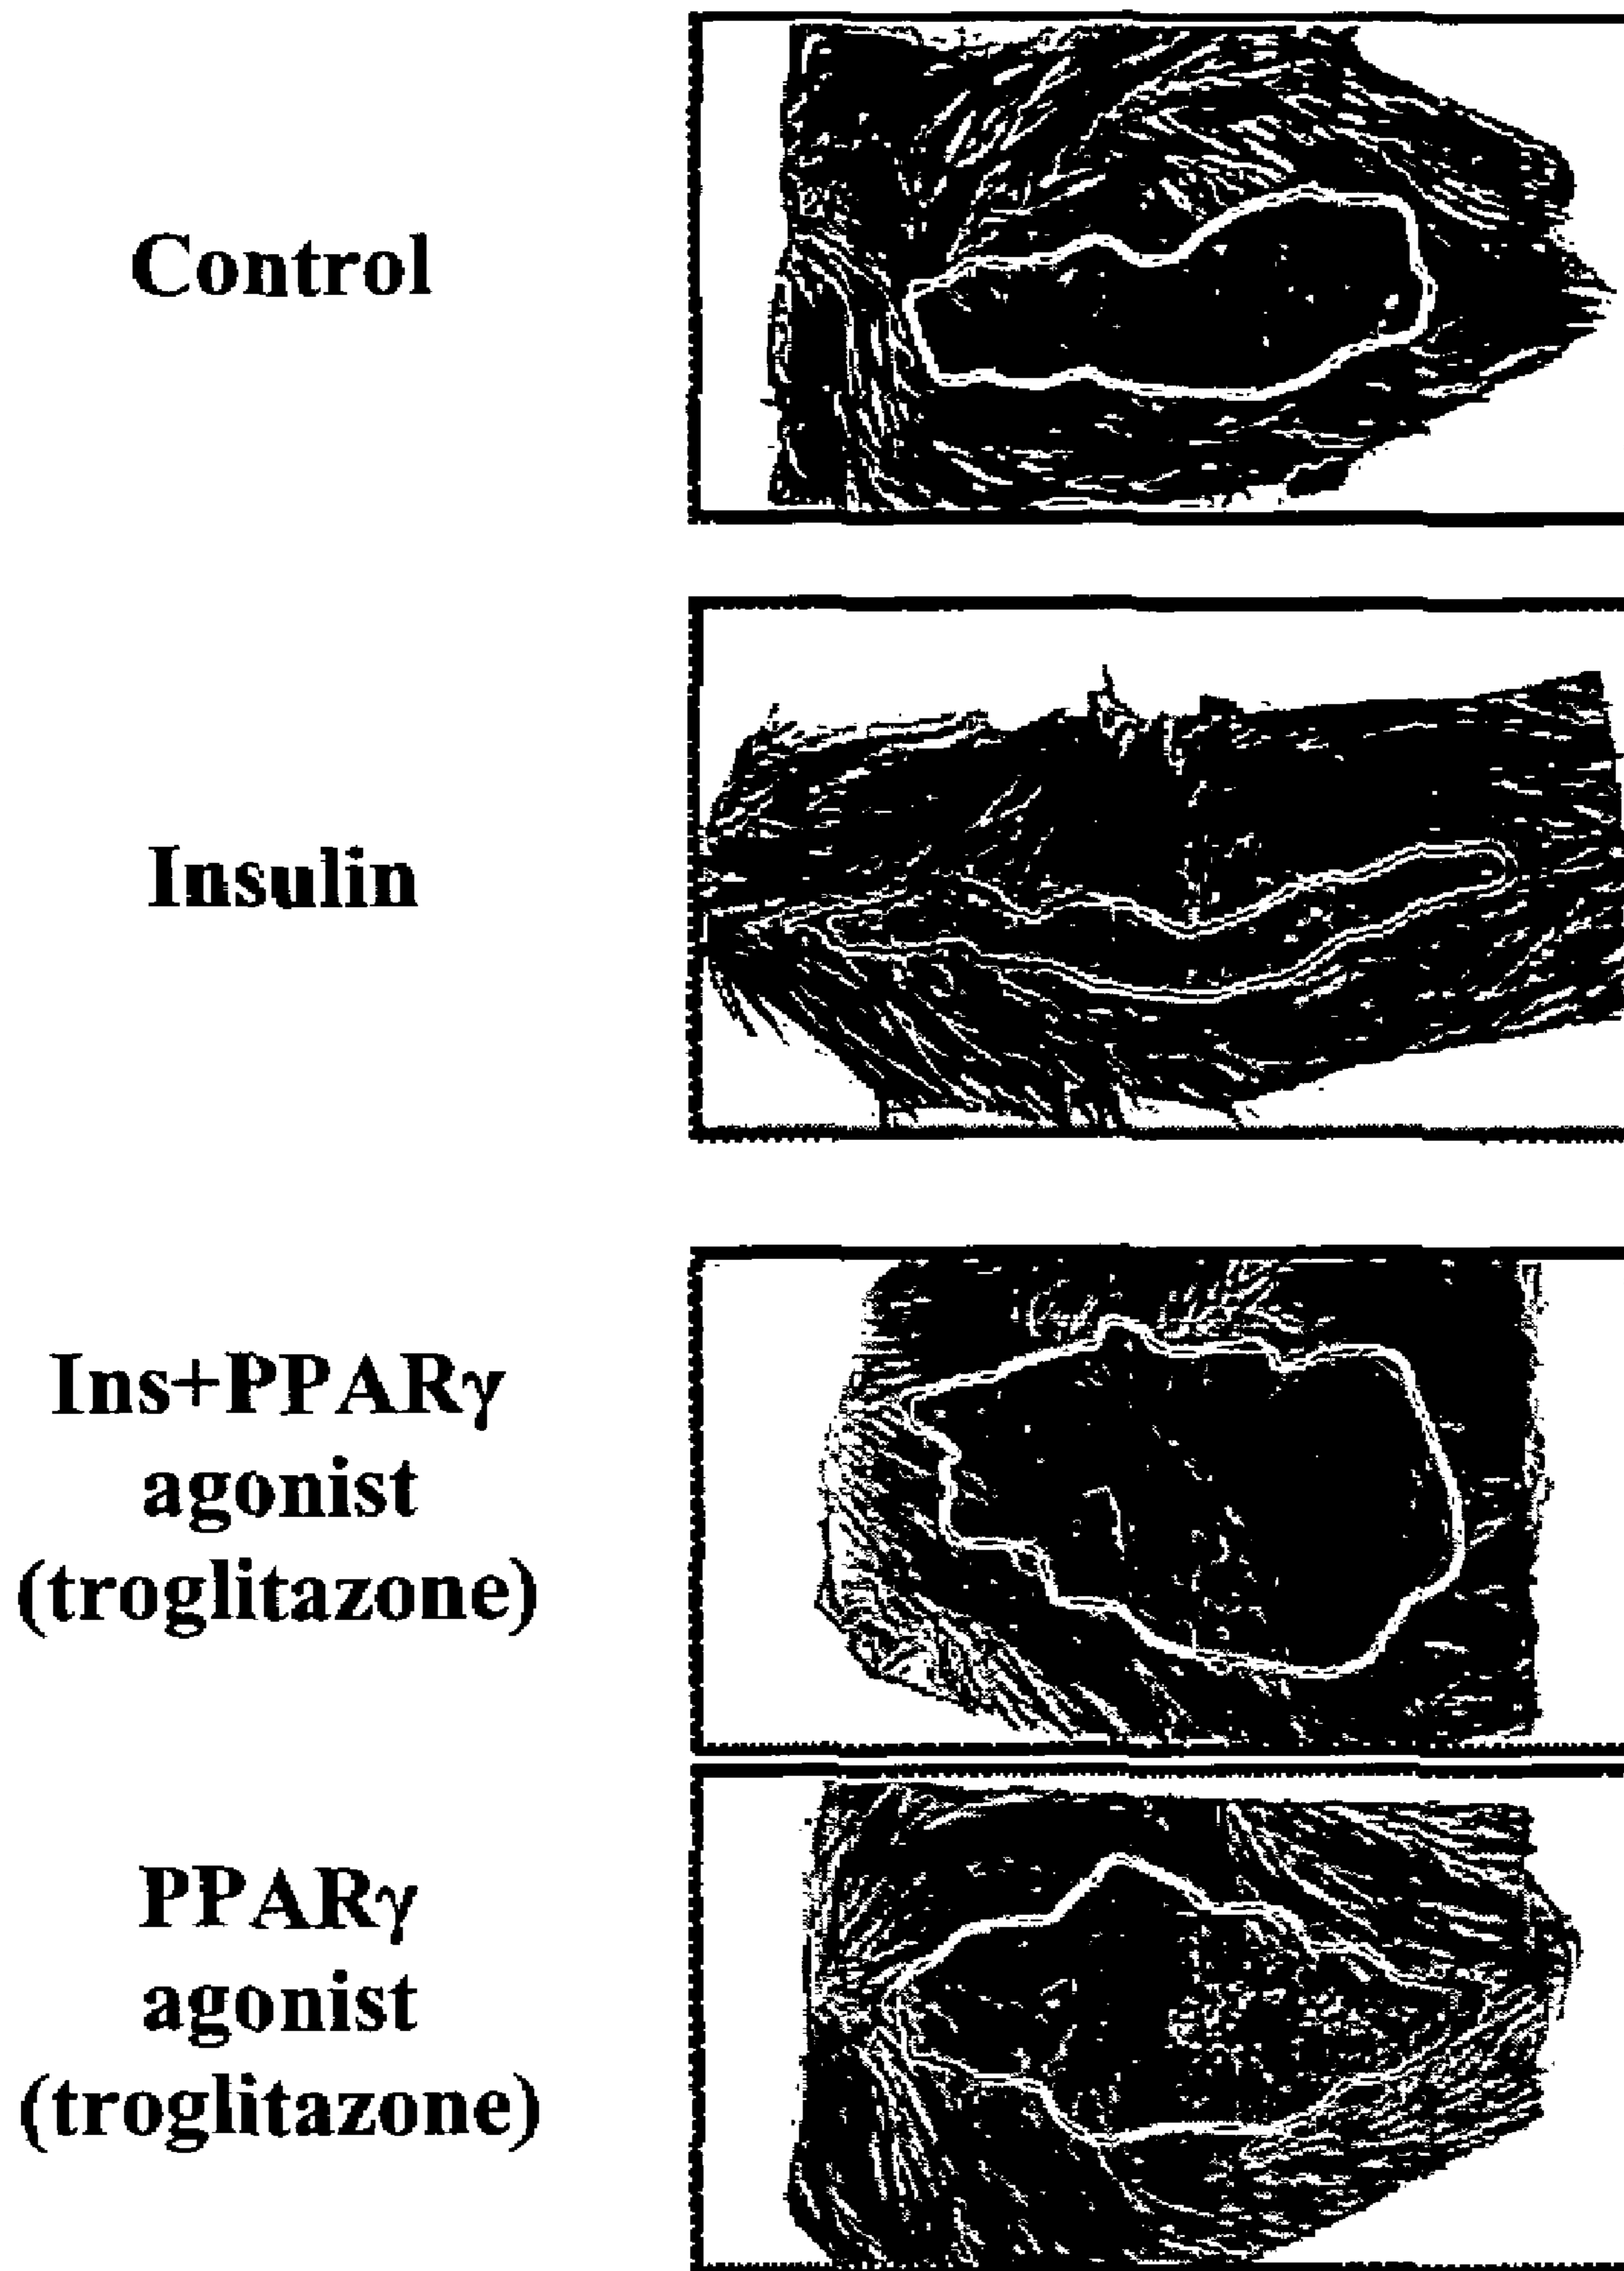 Control
Insulin
Ins+PPARγ
agonist
(troglitazone)
PPARγ
agonist
(troglitazone)